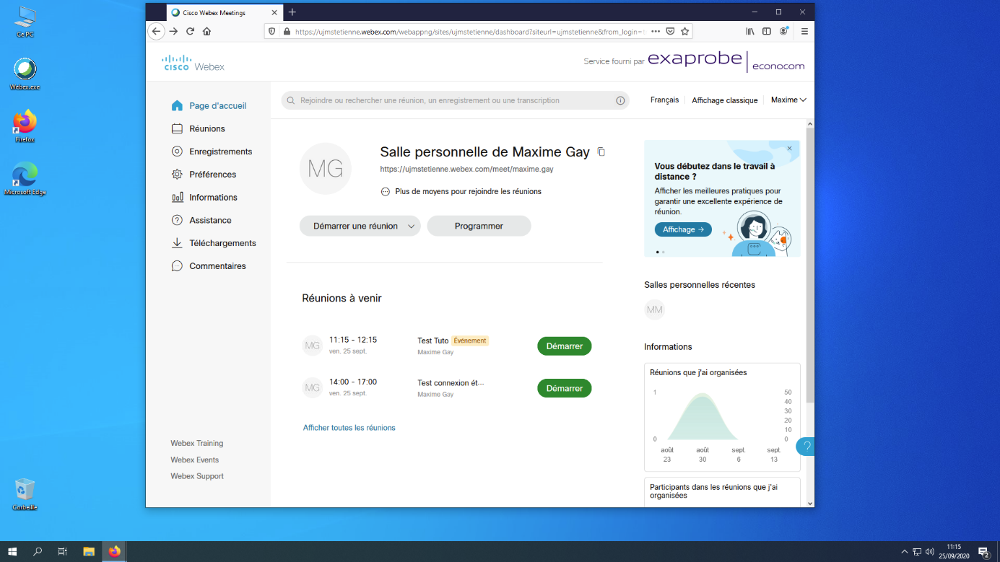 Ce PC
Webex.exe
Firefox
Microsoft Edge
Corbeille
Cisco Webex Meetings
https://ujmstetienne.webex.com/webappng/sites/ujmstetienne/dashboard?siteurl=ujmstetienne&from_login=
CISCO Webex
Service fourni par exaprobe | econocom
Page d'accueil
Réunions
Enregistrements
Préférences
Informations
Assistance
Téléchargements
Commentaires
Webex Training
Webex Events
Webex Support
Rejoindre ou rechercher une réunion, un enregistrement ou une transcription
Français
Affichage classique
Maxime
MG
Salle personnelle de Maxime Gay
https://ujmstetienne.webex.com/meet/maxime.gay
Plus de moyens pour rejoindre les réunions
Démarrer une réunion
Programmer
Réunions à venir
MG
11:15 - 12:15
ven. 25 sept.
Test Tuto Événement
Maxime Gay
Démarrer
MG
14:00 - 17:00
ven. 25 sept.
Test connexion ét···
Maxime Gay
Démarrer
Afficher toutes les réunions
Vous débutez dans le travail à
distance ?
Afficher les meilleures pratiques pour
garantir une excellente expérience de
réunion.
Affichage →
Salles personnelles récentes
MM
Informations
Réunions que j'ai organisées
1
0
50
40
30
20
10
0
août
23
août
30
sept.
6
sept.
13
Participants dans les réunions que j'ai
organisées
?
11:15
25/09/2020
2